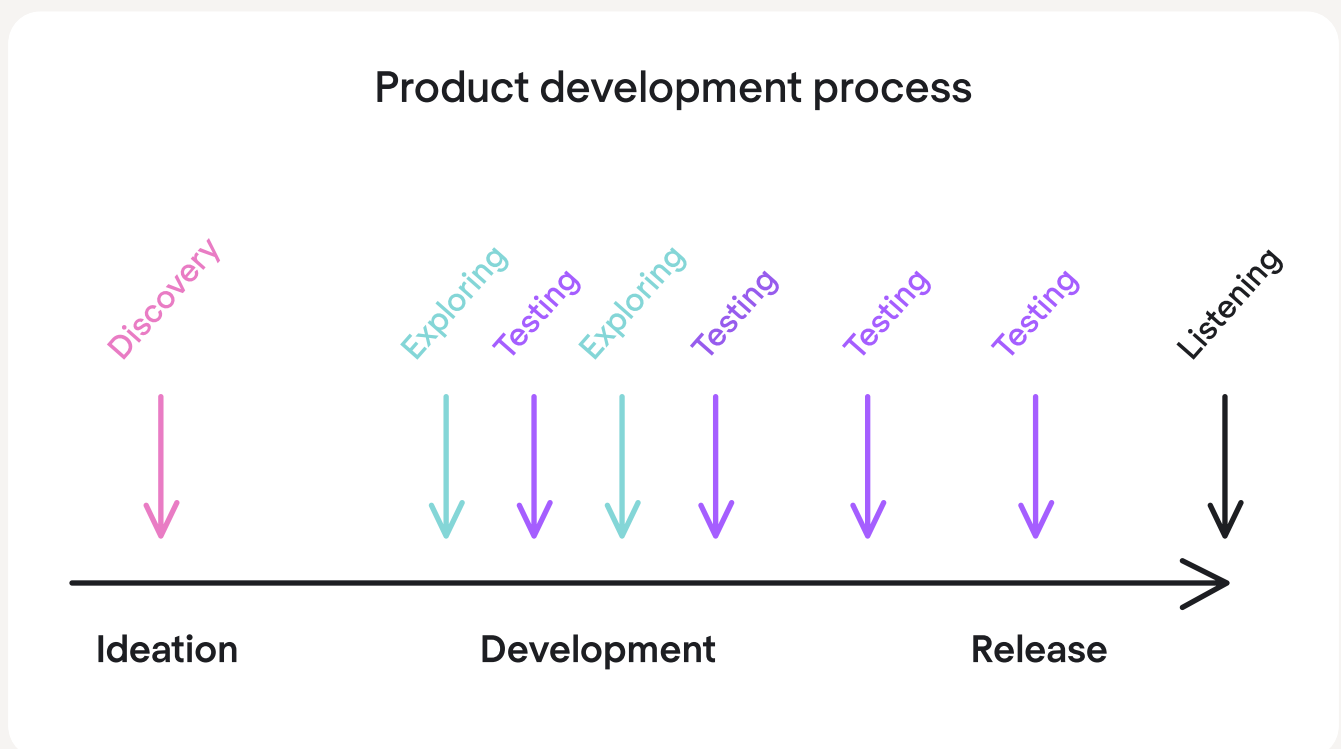 Product development process
Discovery
Exploring
Testing
Exploring
Testing
Testing
Testing
Listening
Ideation
Development
Release